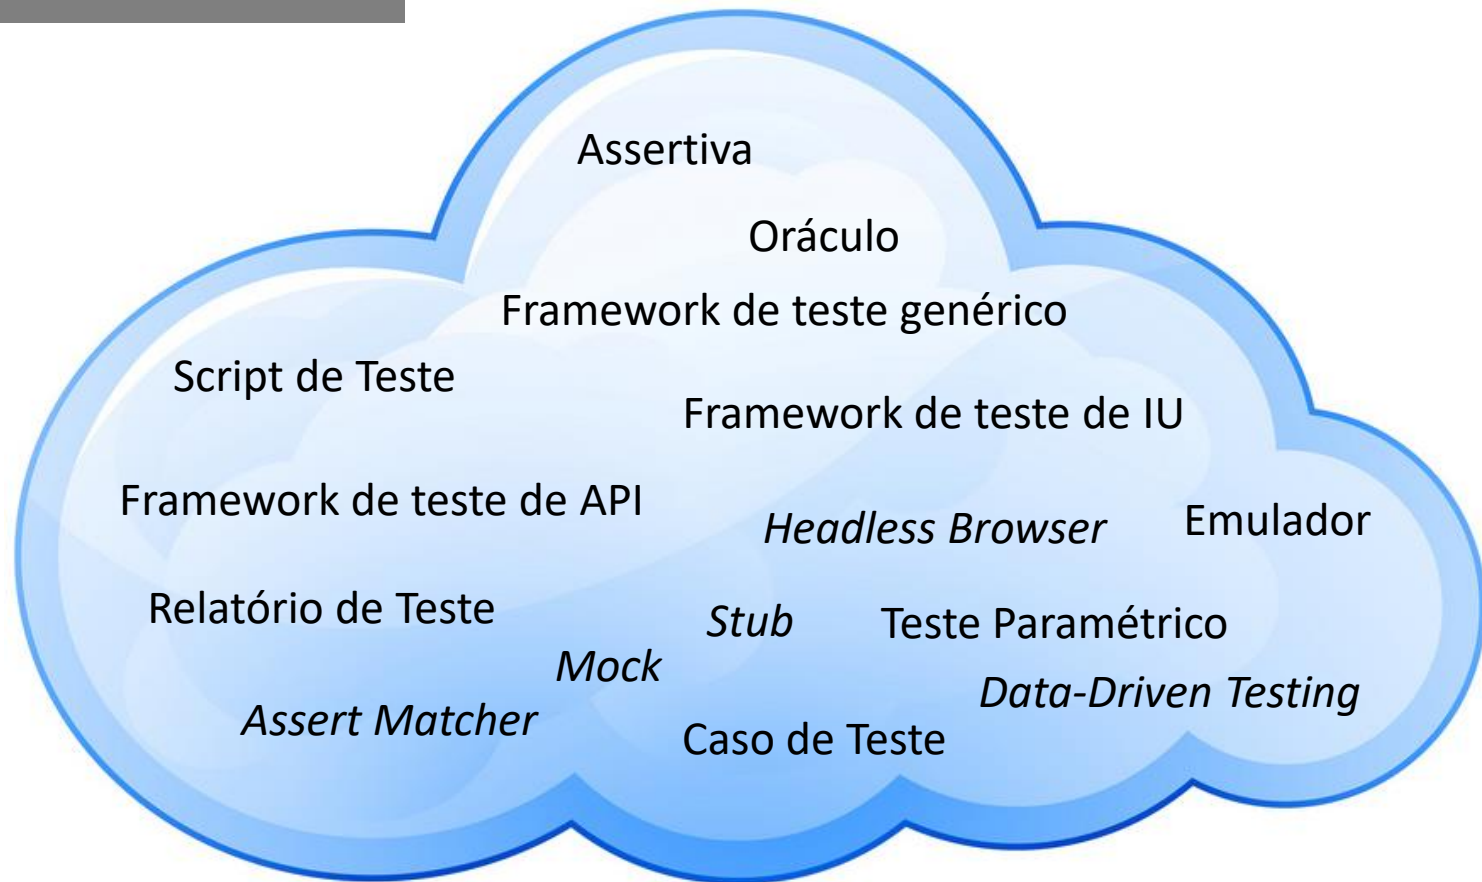 Assertiva
Oráculo
Framework de teste genérico
Script de Teste
Framework de teste de IU
Framework de teste de API
Headless Browser
Emulador
Relatório de Teste
Stub
Teste Paramétrico
Mock
Data-Driven Testing
Assert Matcher
Caso de Teste